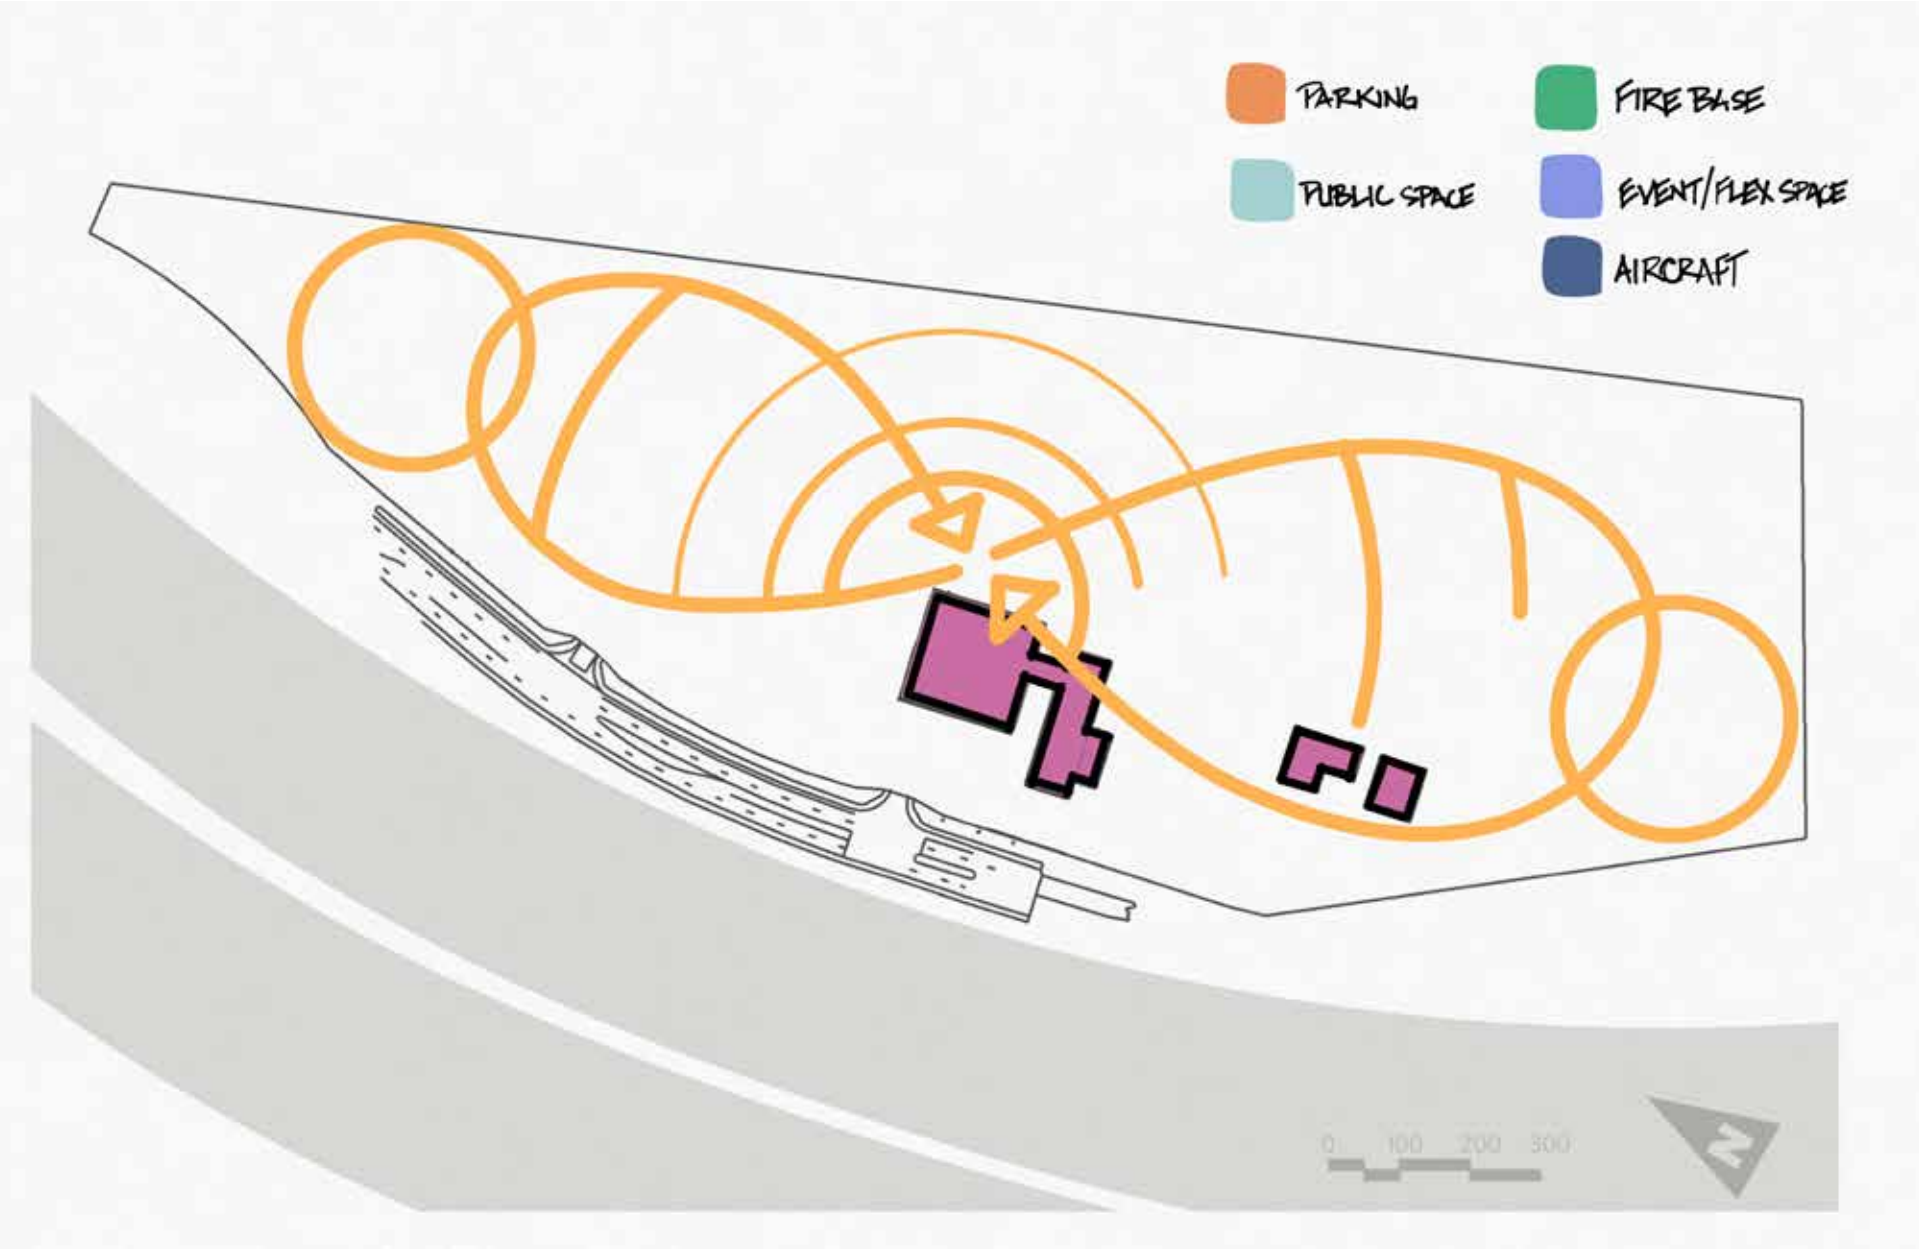 PARKING
FIRE BASE
PUBLIC SPACE
EVENT/FLEX SPACE
AIRCRAFT
0 100 200 300
N